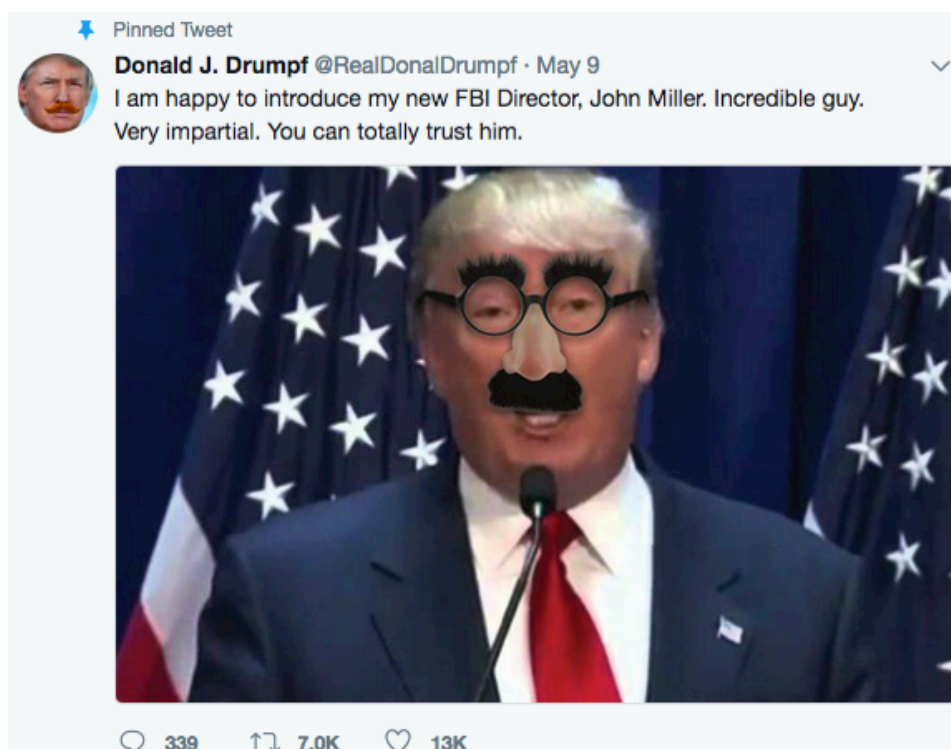 Pinned Tweet
Donald J. Drumpf @RealDonalDrumpf · May 9
I am happy to introduce my new FBI Director, John Miller. Incredible guy.
Very impartial. You can totally trust him.
339 7.0K 13K